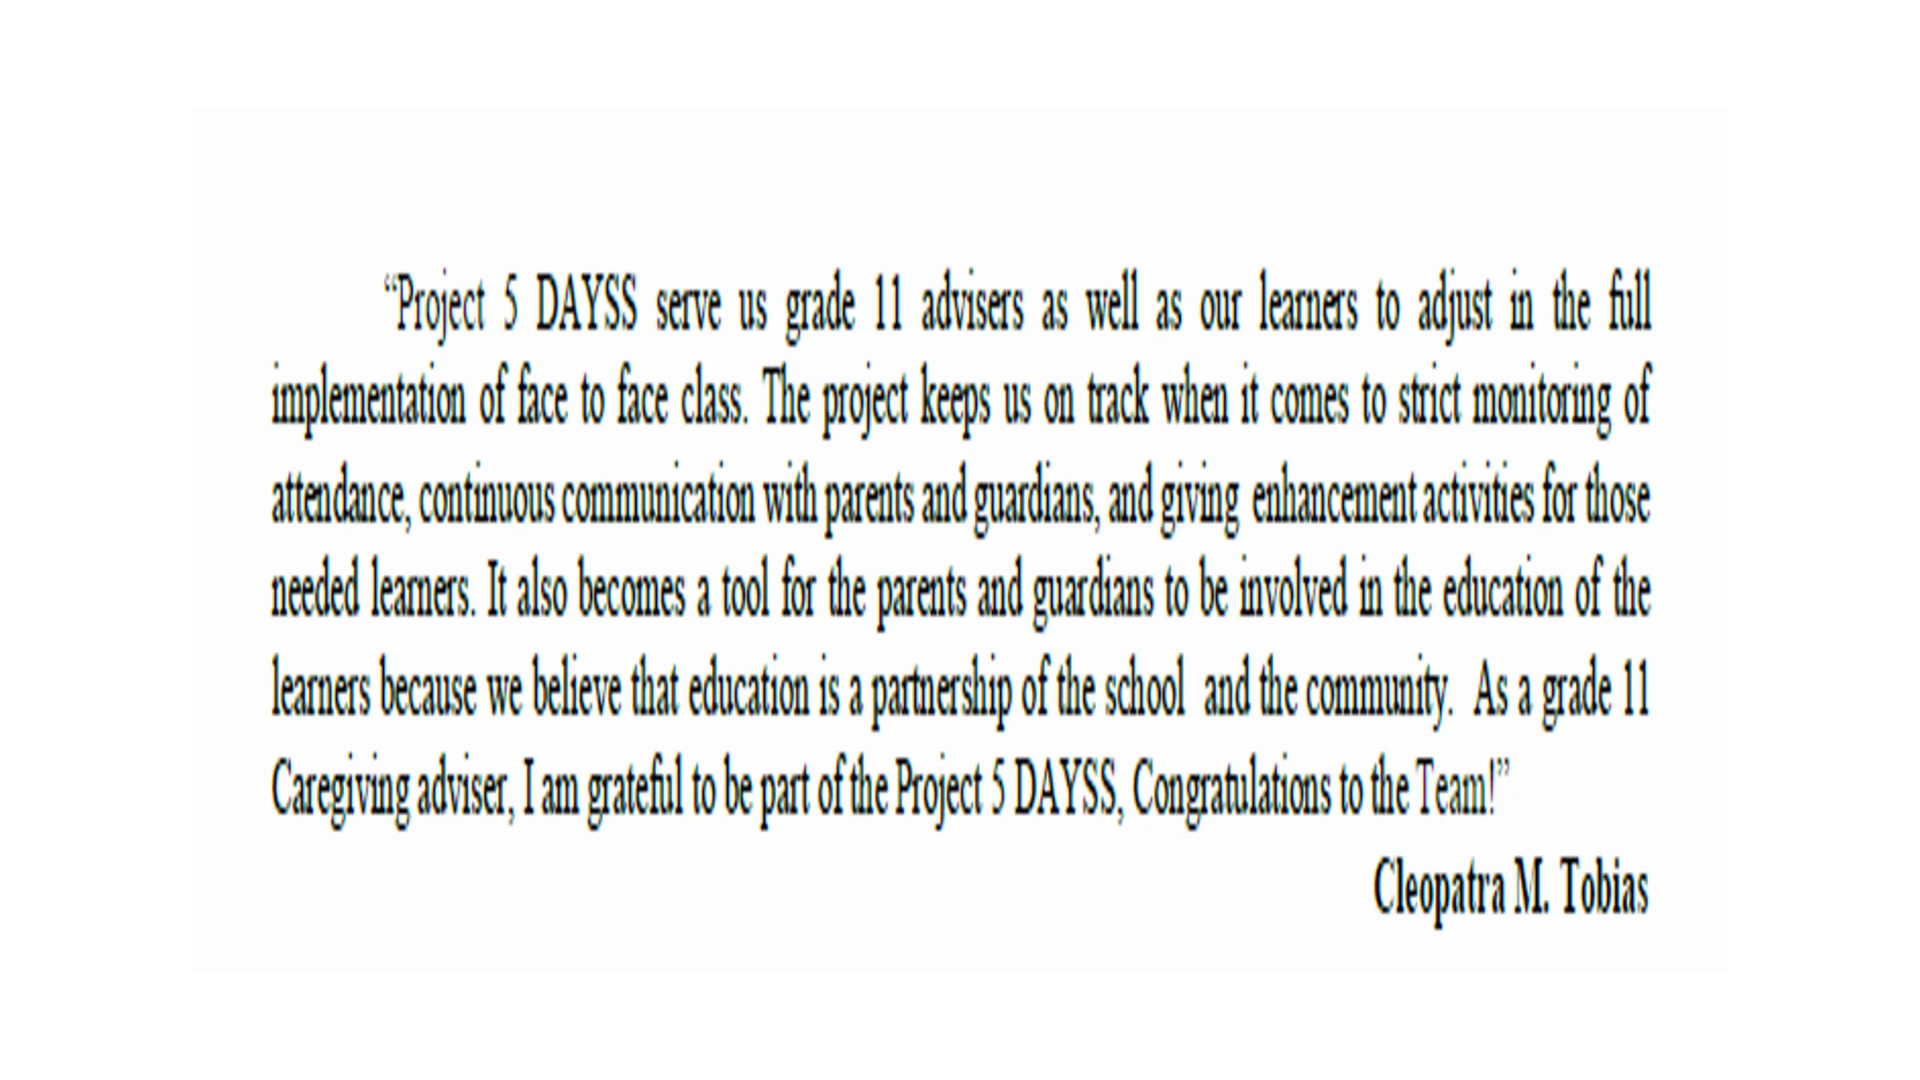 “Project 5 DAYSS serve us grade 11 advisers as well as our learners to adjust in the full
implementation of face to face class. The project keeps us on track when it comes to strict monitoring of
attendance, continuous communication with parents and guardians, and giving enhancement activities for those
needed learners. It also becomes a tool for the parents and guardians to be involved in the education of the
learners because we believe that education is a partnership of the school and the community. As a grade 11
Caregiving adviser, I am grateful to be part of the Project 5 DAYSS, Congratulations to the Team!”
Cleopatra M. Tobias